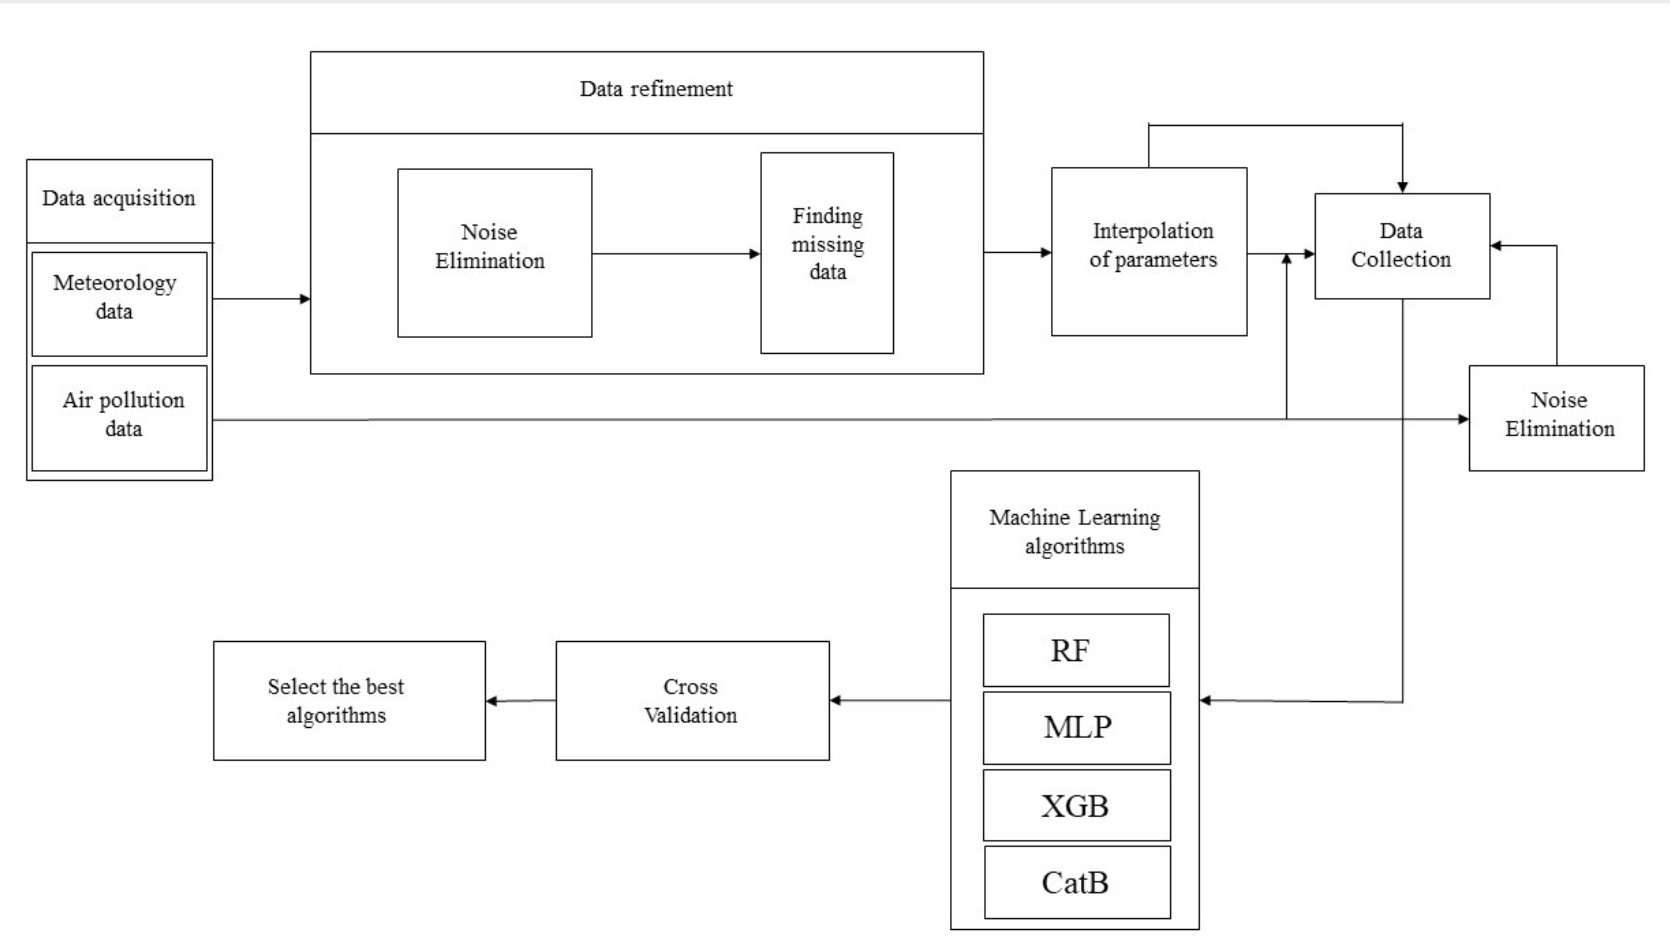 Data refinement
Data acquisition
Meteorology
data
Air pollution
data
Noise
Elimination
Finding
missing
data
Interpolation
of parameters
Data
Collection
Noise
Elimination
Machine Learning
algorithms
RF
MLP
XGB
CatB
Cross
Validation
Select the best
algorithms